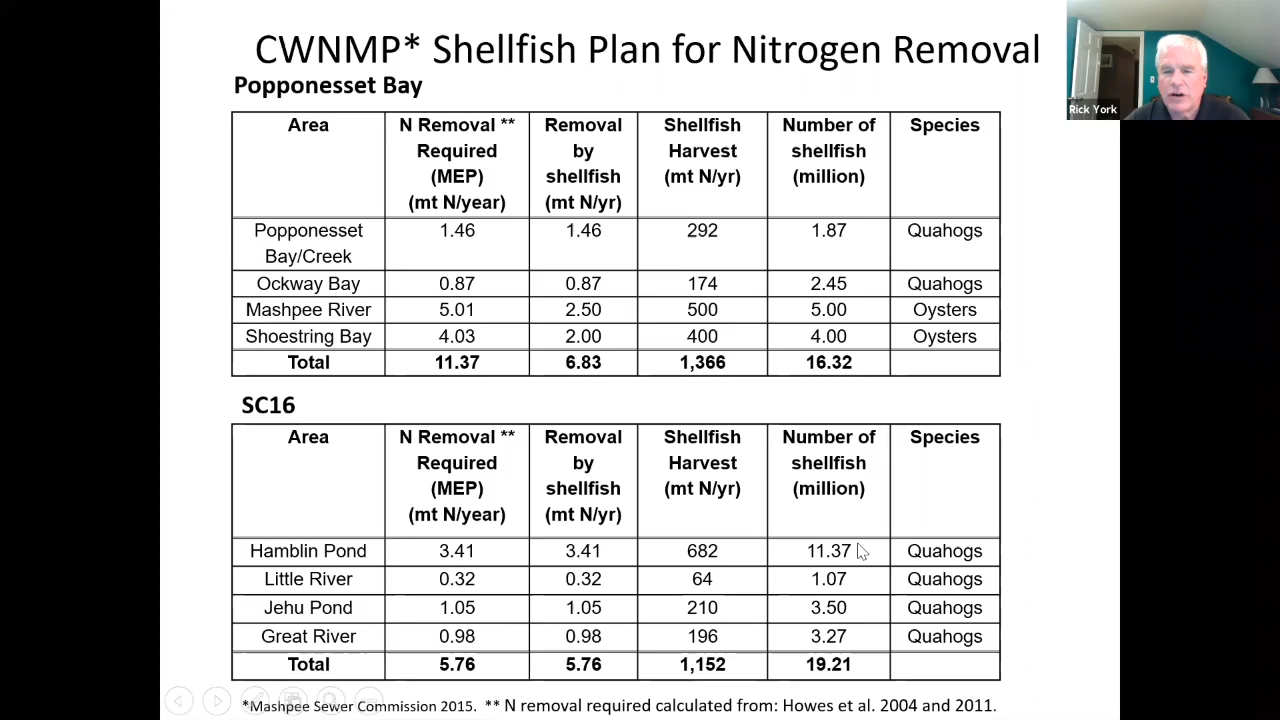 CWNMP* Shellfish Plan for Nitrogen Removal
Rick York
Popponesset Bay
Area N Removal ** Required (MEP) (mt N/year) Removal by shellfish (mt N/yr) Shellfish Harvest (mt N/yr) Number of shellfish (million) Species
Popponesset Bay/Creek 1.46 1.46 292 1.87 Quahogs
Ockway Bay 0.87 0.87 174 2.45 Quahogs
Mashpee River 5.01 2.50 500 5.00 Oysters
Shoestring Bay 4.03 2.00 400 4.00 Oysters
Total 11.37 6.83 1,366 16.32
SC16
Area N Removal ** Required (MEP) (mt N/year) Removal by shellfish (mt N/yr) Shellfish Harvest (mt N/yr) Number of shellfish (million) Species
Hamblin Pond 3.41 3.41 682 11.37 Quahogs
Little River 0.32 0.32 64 1.07 Quahogs
Jehu Pond 1.05 1.05 210 3.50 Quahogs
Great River 0.98 0.98 196 3.27 Quahogs
Total 5.76 5.76 1,152 19.21
*Mashpee Sewer Commission 2015. ** N removal required calculated from: Howes et al. 2004 and 2011.